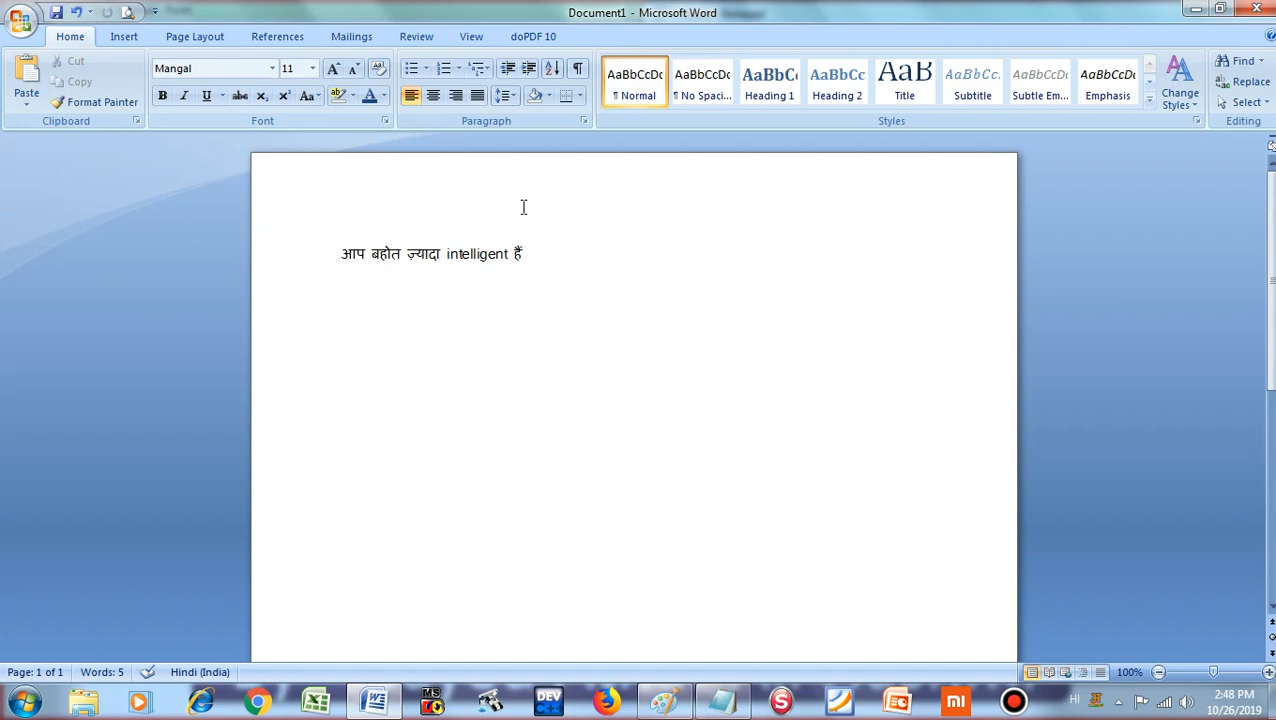 Document1 - Microsoft Word
Home Insert Page Layout References Mailings Review View doPDF 10
Paste
Cut
Copy
Format Painter
Clipboard
Mangal 11
Font
Paragraph
AaBbCcDc AaBbCcDc AaBbC AaBbCc AaB AaBbCc. AaBbCcDc AaBbCcDc
¶ Normal ¶ No Spaci... Heading 1 Heading 2 Title Subtitle Subtle Em... Emphasis
Change Styles
Styles
Find
Replace
Select
Editing
आप बहोत ज़्यादा intelligent हैं
Page: 1 of 1 Words: 5 Hindi (India) 100%
HI 2:48 PM
10/26/2019